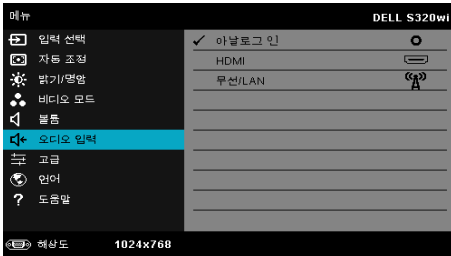 메뉴
DELL S320wi
입력 선택
자동 조정
밝기/명암
비디오 모드
볼륨
오디오 입력
고급
언어
도움말
아날로그 인
HDMI
무선/LAN
해상도 1024x768